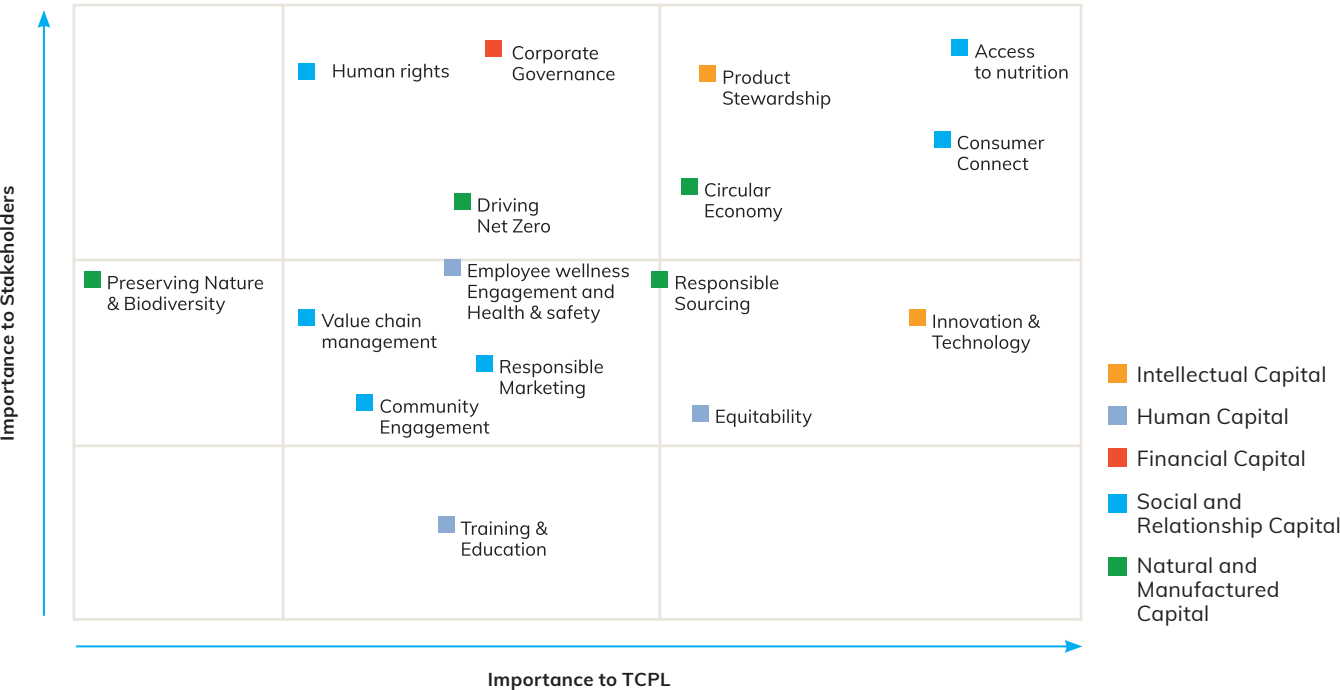 Importance to Stakeholders
Human rights
Corporate
Governance
Product
Stewardship
Access
to nutrition
Consumer
Connect
Driving
Net Zero
Circular
Economy
Preserving Nature
& Biodiversity
Employee wellness
Engagement and
Health & safety
Responsible
Sourcing
Value chain
management
Innovation &
Technology
Responsible
Marketing
Community
Engagement
Equitability
Training &
Education
Intellectual Capital
Human Capital
Financial Capital
Social and
Relationship Capital
Natural and
Manufactured
Capital
Importance to TCPL